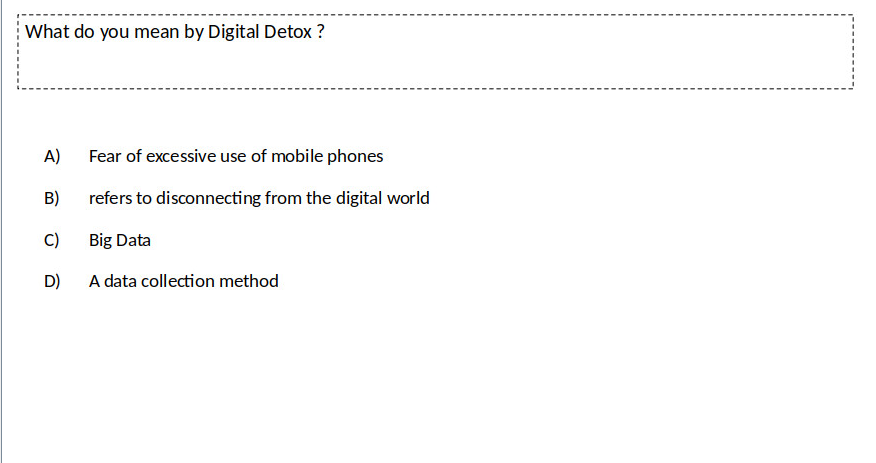 What do you mean by Digital Detox ?
A) Fear of excessive use of mobile phones
B) refers to disconnecting from the digital world
C) Big Data
D) A data collection method